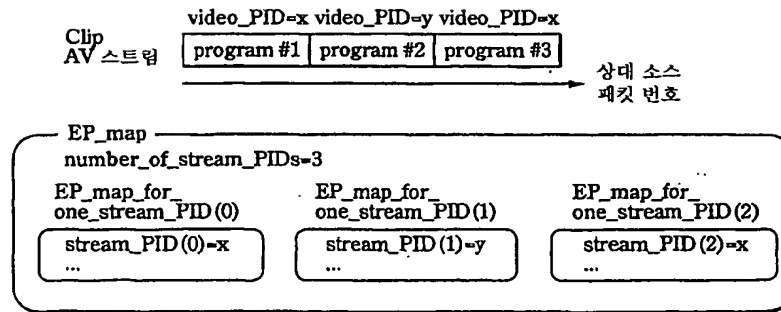 video_PID=x video_PID=y video_PID=x
Clip
AV 스트림
program #1 program #2 program #3
상대 소스
패킷 번호
EP_map
number_of_stream_PIDs=3
EP_map_for_ EP_map_for_ EP_map_for_
one_stream_PID(0) one_stream_PID(1) one_stream_PID(2)
stream_PID(0)=x stream_PID(1)=y stream_PID(2)=x
... ... ...